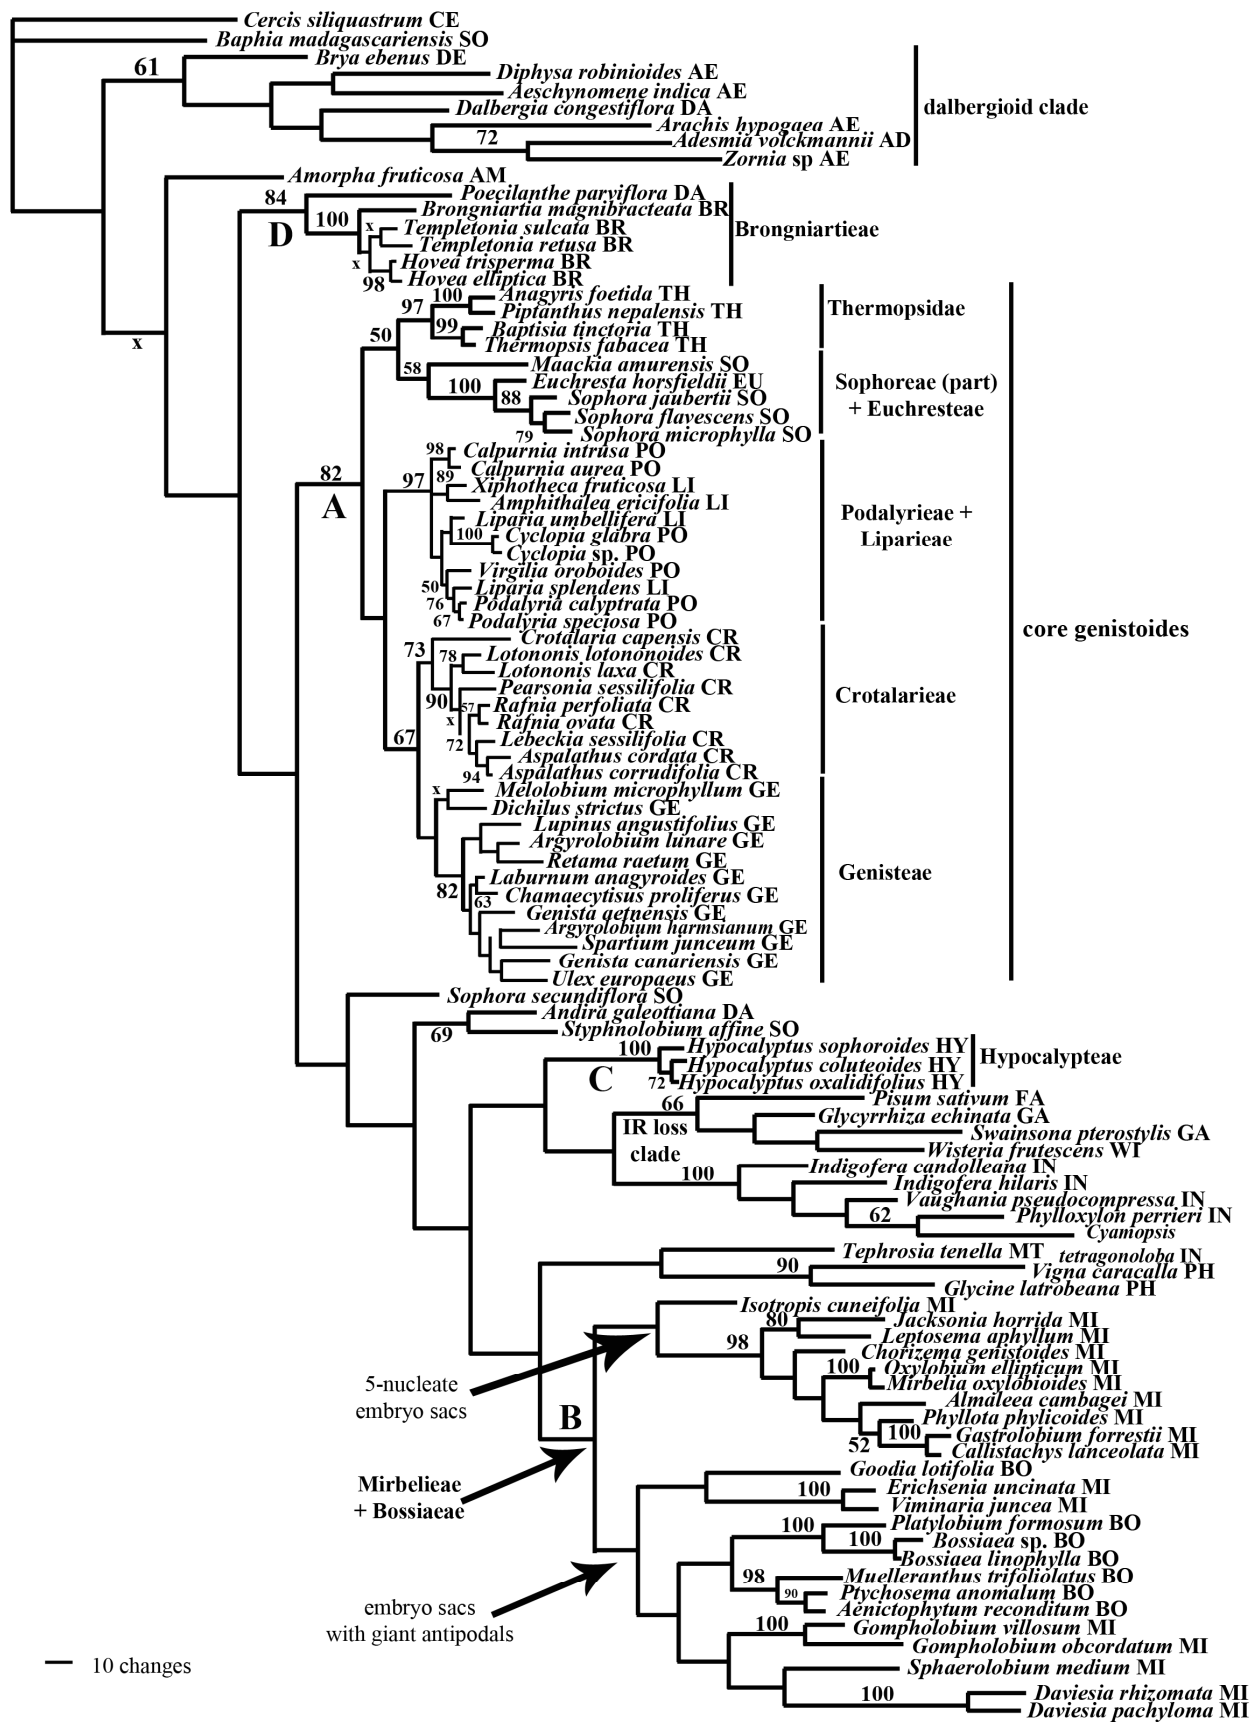 Cercis siliquastrum CE
Baphia madagascariensis SO
Brya ebenus DE
61
Diphysa robinioides AE
Aeschynomene indica AE
Dalbergia congestiflora DA
dalbergioid clade
Arachis hypogaea AE
72
Adesmia volckmannii AD
Zornia sp AE
Amorpha fruticosa AM
84
Poecilanthe parviflora DA
D
100
Brongniartia magnibracteata BR
x
Templetonia sulcata BR
Brongniartieae
Templetonia retusa BR
x
Hovea trisperma BR
98
Hovea elliptica BR
x
100
Anagyris foetida TH
97
Piptanthus nepalensis TH
Thermopsidae
50
99
Baptisia tinctoria TH
Thermopsis fabacea TH
58
Maackia amurensis SO
100
Euchresta horsfieldii EU
Sophoreae (part)
+ Euchresteae
88
Sophora jaubertii SO
Sophora flavescens SO
79
Sophora microphylla SO
82
A
98
Calpurnia intrusa PO
Calpurnia aurea PO
97
89
Xiphotheca fruticosa LI
Amphithalea ericifolia LI
Liparia umbellifera LI
Podalyrieae +
Liparieae
100
Cyclopia glabra PO
Cyclopia sp. PO
Virgilia oroboides PO
50
Liparia splendens LI
76
Podalyria calyptrata PO
67
Podalyria speciosa PO
core genistoides
73
Crotalaria capensis CR
78
Lotononis lotononoides CR
Lotononis laxa CR
90
Pearsonia sessilifolia CR
Crotalarieae
57
Rafnia perfoliata CR
x
Rafnia ovata CR
67
72
Lebeckia sessilifolia CR
Aspalathus cordata CR
94
Aspalathus corrudifolia CR
x
Melolobium microphyllum GE
Dichilus strictus GE
Lupinus angustifolius GE
Argyrolobium lunare GE
Retama raetum GE
Genisteae
82
Laburnum anagyroides GE
63
Chamaecytisus proliferus GE
Genista aetnensis GE
Argyrolobium harmsianum GE
Spartium junceum GE
Genista canariensis GE
Ulex europaeus GE
Sophora secundiflora SO
69
Andira galeottiana DA
Styphnolobium affine SO
100
Hypocalyptus sophoroides HY
Hypocalypteae
C
Hypocalyptus coluteoides HY
72
Hypocalyptus oxalidifolius HY
66
Pisum sativum FA
IR loss
clade
Glycyrrhiza echinata GA
Swainsona pterostylis GA
Wisteria frutescens WI
100
Indigofera candolleana IN
Indigofera hilaris IN
Vaughania pseudocompressa IN
62
Phylloxylon perrieri IN
Cyamopsis
tetragonoloba IN
Tephrosia tenella MT
90
Vigna caracalla PH
Glycine latrobeana PH
Isotropis cuneifolia MI
80
Jacksonia horrida MI
98
Leptosema aphyllum MI
Chorizema genistoides MI
100
Oxylobium ellipticum MI
Mirbelia oxylobioides MI
5-nucleate
embryo sacs
Almaleea cambagei MI
B
Phyllota phylicoides MI
52
100
Gastrolobium forrestii MI
Callistachys lanceolata MI
Mirbelieae
+ Bossiaeae
Goodia lotifolia BO
100
Erichsenia uncinata MI
Viminaria juncea MI
100
Platylobium formosum BO
100
Bossiaea sp. BO
Bossiaea linophylla BO
98
Muelleranthus trifoliolatus BO
90
Ptychosema anomalum BO
Aenictophytum reconditum BO
embryo sacs
with giant antipodals
100
Gompholobium villosum MI
Gompholobium obcordatum MI
Sphaerolobium medium MI
10 changes
100
Daviesia rhizomata MI
Daviesia pachyloma MI